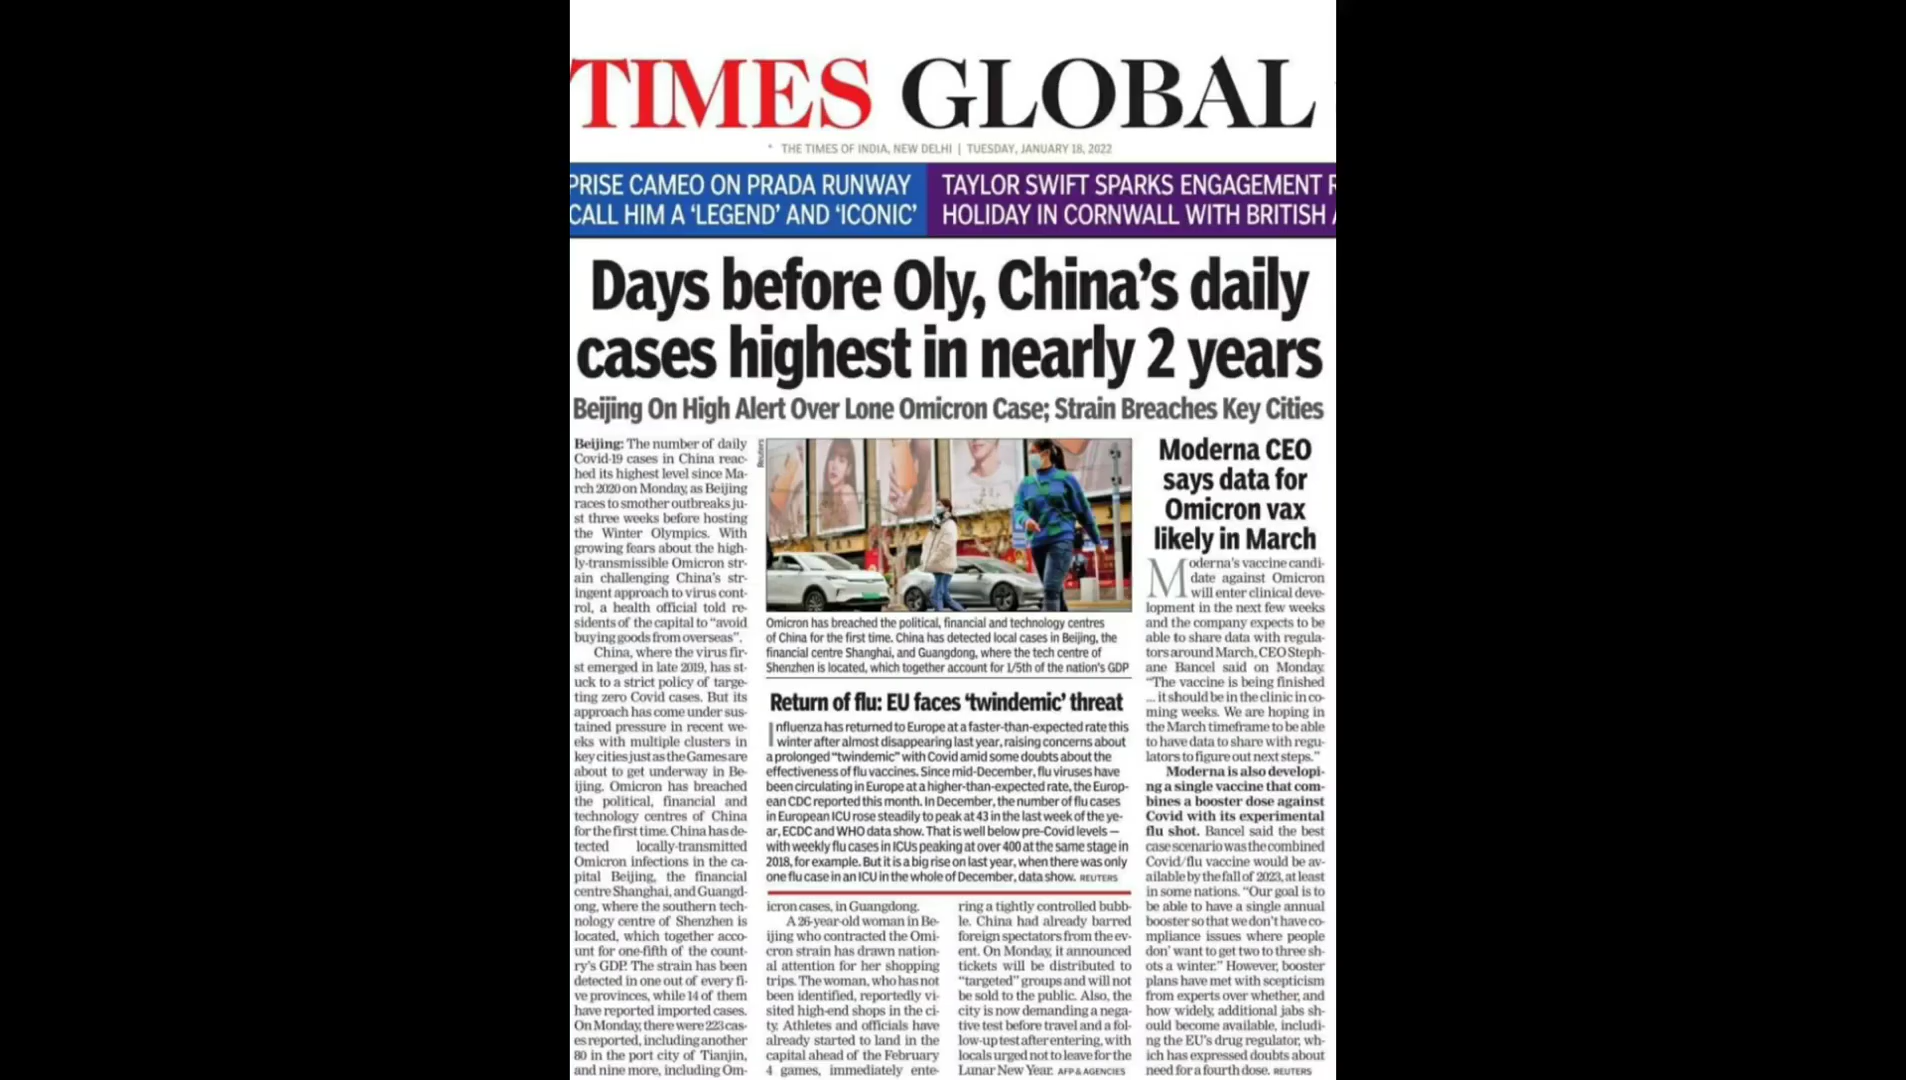 TIMES GLOBAL
THE TIMES OF INDIA, NEW DELHI | TUESDAY, JANUARY 18, 2022
PRISE CAMEO ON PRADA RUNWAY
CALL HIM A ‘LEGEND’ AND ‘ICONIC’
TAYLOR SWIFT SPARKS ENGAGEMENT R
HOLIDAY IN CORNWALL WITH BRITISH A
Days before Oly, China’s daily
cases highest in nearly 2 years
Beijing On High Alert Over Lone Omicron Case; Strain Breaches Key Cities
Beijing: The number of daily
Covid-19 cases in China reac-
hed its highest level since Ma-
rch 2020 on Monday, as Beijing
races to smother outbreaks ju-
st three weeks before hosting
the Winter Olympics. With
growing fears about the high-
ly-transmissible Omicron str-
ain challenging China’s str-
ingent approach to virus cont-
rol, a health official told re-
sidents of the capital to “avoid
buying goods from overseas”.
China, where the virus fir-
st emerged in late 2019, has st-
uck to a strict policy of targe-
ting zero Covid cases. But its
approach has come under sus-
tained pressure in recent we-
eks with multiple clusters in
key cities just as the Games are
about to get underway in Be-
ijing. Omicron has breached
the political, financial and
technology centres of China
for the first time. China has de-
tected locally-transmitted
Omicron infections in the ca-
pital Beijing, the financial
centre Shanghai, and Guangd-
ong, where the southern tech-
nology centre of Shenzhen is
located, which together acco-
unt for one-fifth of the count-
ry’s GDP. The strain has been
detected in one out of every fi-
ve provinces, while 14 of them
have reported imported cases.
On Monday, there were 223 cas-
es reported, including another
80 in the port city of Tianjin,
and nine more, including Om-
Reuters
Omicron has breached the political, financial and technology centres
of China for the first time. China has detected local cases in Beijing, the
financial centre Shanghai, and Guangdong, where the tech centre of
Shenzhen is located, which together account for 1/5th of the nation’s GDP
Return of flu: EU faces ‘twindemic’ threat
Influenza has returned to Europe at a faster-than-expected rate this
winter after almost disappearing last year, raising concerns about
a prolonged “twindemic” with Covid amid some doubts about the
effectiveness of flu vaccines. Since mid-December, flu viruses have
been circulating in Europe at a higher-than-expected rate, the Europ-
ean CDC reported this month. In December, the number of flu cases
in European ICU rose steadily to peak at 43 in the last week of the ye-
ar, ECDC and WHO data show. That is well below pre-Covid levels —
with weekly flu cases in ICUs peaking at over 400 at the same stage in
2018, for example. But it is a big rise on last year, when there was only
one flu case in an ICU in the whole of December, data show. REUTERS
icron cases, in Guangdong.
A 26-year-old woman in Be-
ijing who contracted the Omi-
cron strain has drawn nation-
al attention for her shopping
trips. The woman, who has not
been identified, reportedly vi-
sited high-end shops in the ci-
ty. Athletes and officials have
already started to land in the
capital ahead of the February
4 games, immediately ente-
ring a tightly controlled bubb-
le. China had already barred
foreign spectators from the ev-
ent. On Monday, it announced
tickets will be distributed to
“targeted” groups and will not
be sold to the public. Also, the
city is now demanding a nega-
tive test before travel and a fol-
low-up test after entering, with
locals urged not to leave for the
Lunar New Year. AFP & AGENCIES
Moderna CEO
says data for
Omicron vax
likely in March
Moderna’s vaccine candi-
date against Omicron
will enter clinical deve-
lopment in the next few weeks
and the company expects to be
able to share data with regula-
tors around March, CEO Steph-
ane Bancel said on Monday.
“The vaccine is being finished
... it should be in the clinic in co-
ming weeks. We are hoping in
the March timeframe to be able
to have data to share with regu-
lators to figure out next steps.”
Moderna is also developi-
ng a single vaccine that com-
bines a booster dose against
Covid with its experimental
flu shot. Bancel said the best
case scenario was the combined
Covid/flu vaccine would be av-
ailable by the fall of 2023, at least
in some nations. “Our goal is to
be able to have a single annual
booster so that we don’t have co-
mpliance issues where people
don’ want to get two to three sh-
ots a winter.” However, booster
plans have met with scepticism
from experts over whether, and
how widely, additional jabs sh-
ould become available, includi-
ng the EU’s drug regulator, wh-
ich has expressed doubts about
need for a fourth dose. REUTERS